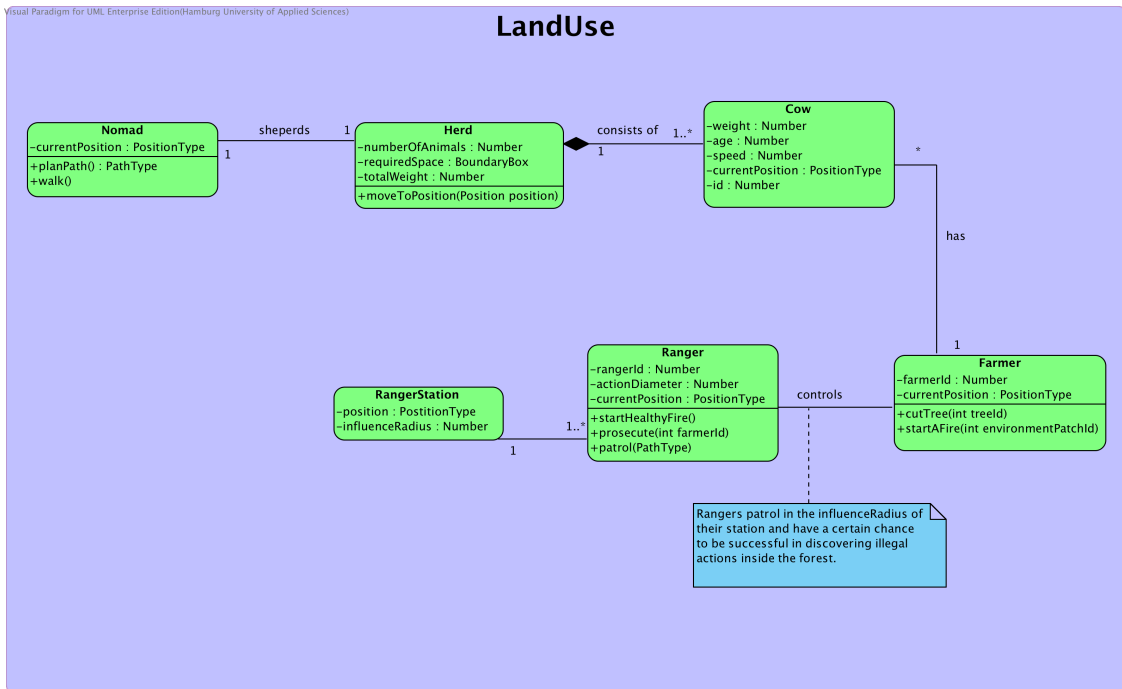 Visual Paradigm for UML Enterprise Edition(Hamburg University of Applied Sciences)
LandUse
Nomad
-currentPosition : PositionType
+planPath() : PathType
+walk()
sheperds
1
1
Herd
-numberOfAnimals : Number
-requiredSpace : BoundaryBox
-totalWeight : Number
+moveToPosition(Position position)
consists of
1..*
1
Cow
-weight : Number
-age : Number
-speed : Number
-currentPosition : PositionType
-id : Number
*
has
1
Ranger
-rangerId : Number
-actionDiameter : Number
-currentPosition : PositionType
+startHealthyFire()
+prosecute(int farmerId)
+patrol(PathType)
controls
Farmer
-farmerId : Number
-currentPosition : PositionType
+cutTree(int treeId)
+startAFire(int environmentPatchId)
RangerStation
-position : PostitionType
-influenceRadius : Number
1..*
1
Rangers patrol in the influenceRadius of
their station and have a certain chance
to be successful in discovering illegal
actions inside the forest.